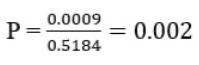 P = 0.0009/0.5184 = 0.002